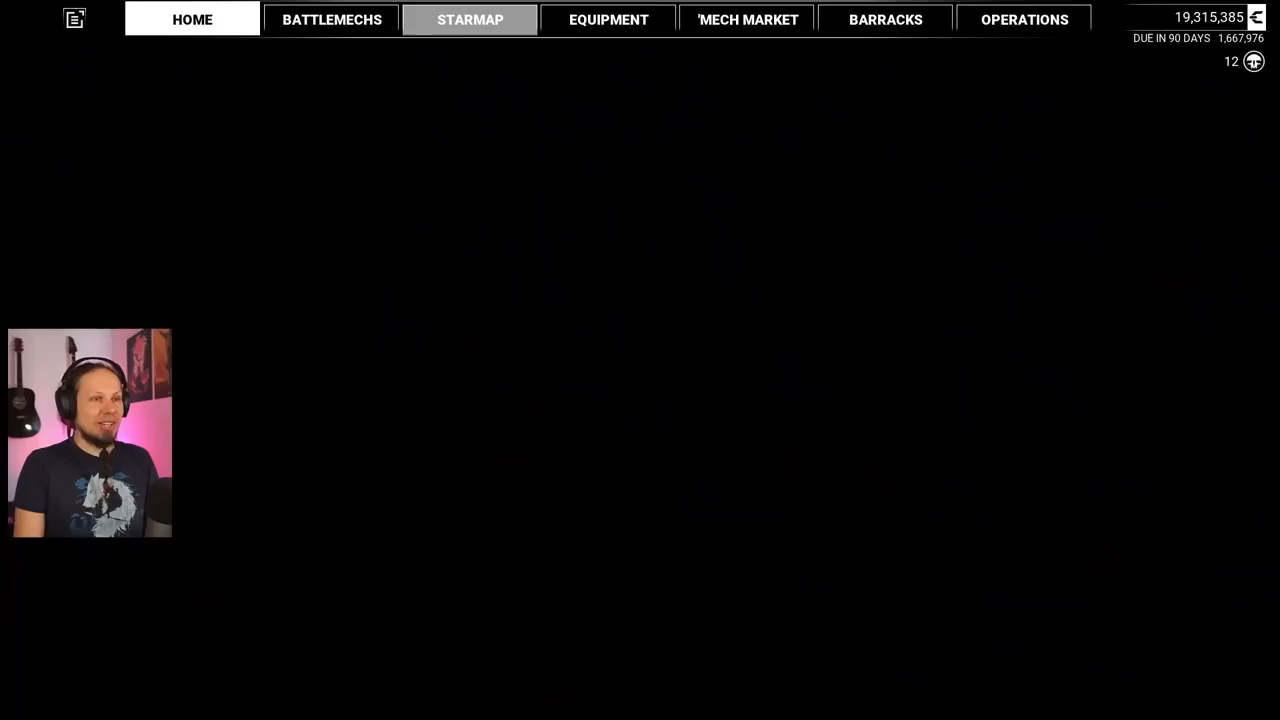 HOME
BATTLEMECHS
STARMAP
EQUIPMENT
'MECH MARKET
BARRACKS
OPERATIONS
19,315,385
DUE IN 90 DAYS 1,667,976
12